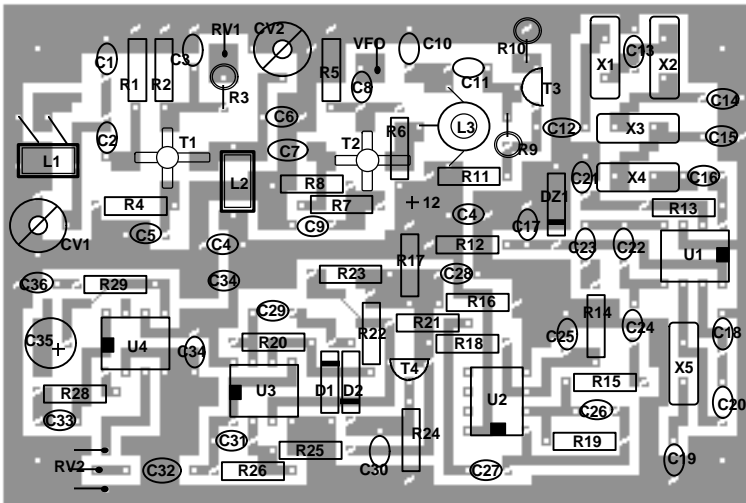 RV1
CV2
R10
C1
R1
R2
C3
R3
R5
VFO
C8
C10
C11
T3
X1
C13
X2
C14
C2
C6
C7
T1
T2
R6
L3
R9
C12
X3
C15
L1
L2
R8
R7
R11
DZ1
C21
X4
C16
R4
C5
C9
+ 12
C4
C17
R13
CV1
C4
R17
R12
C23
C22
U1
C36
R29
C34
R23
C28
R16
C29
R22
R21
R14
C25
C24
C18
C35
+
U4
C34
R20
R18
X5
T4
R28
U3
D1
D2
U2
R15
C20
C33
C31
R24
C26
R25
R19
RV2
C32
R26
C30
C27
C19